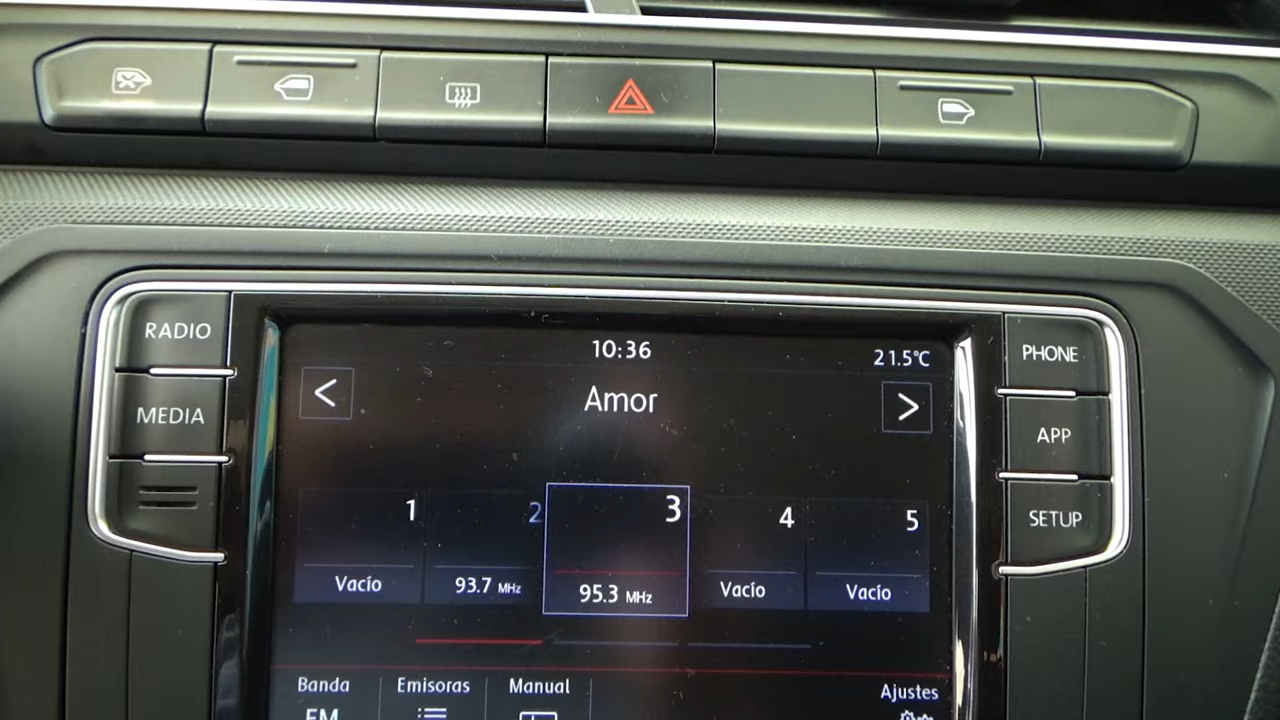 RADIO
MEDIA
10:36
21.5°C
<
Amor
>
1
2
3
4
5
Vacío
93.7 MHz
95.3 MHz
Vacío
Vacío
Banda
FM
Emisoras
Manual
Ajustes
PHONE
APP
SETUP